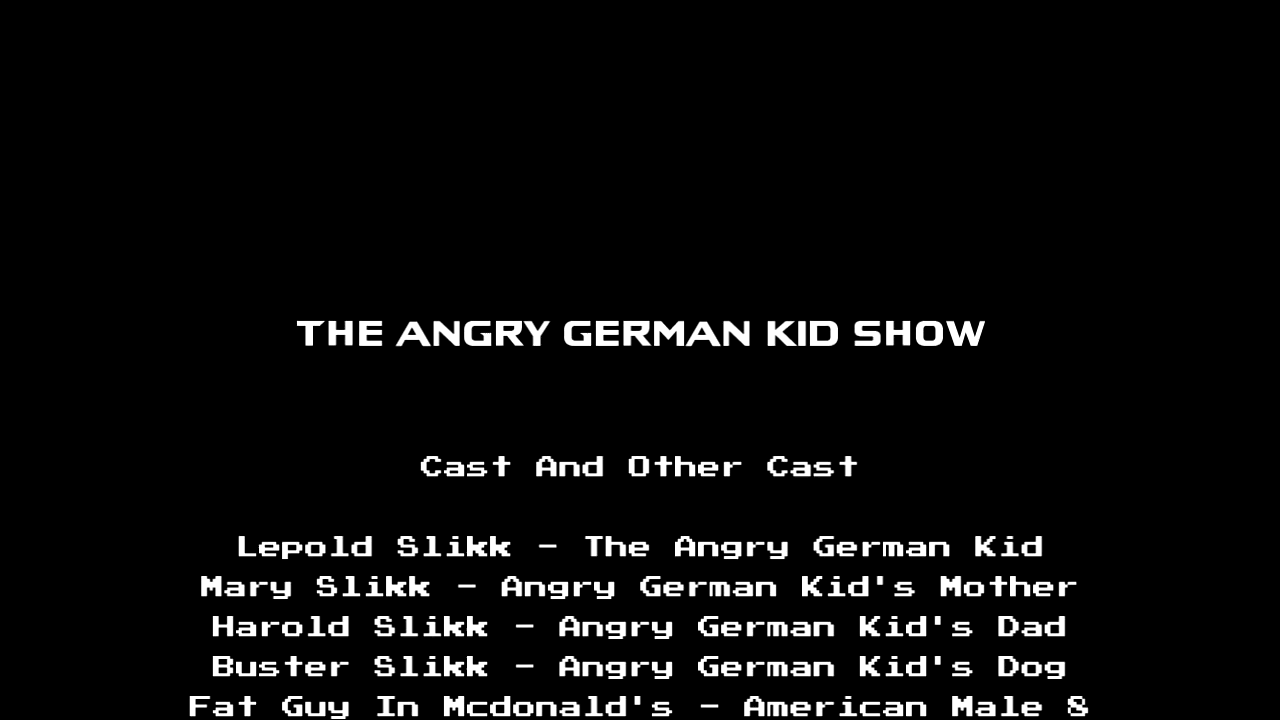 THE ANGRY GERMAN KID SHOW
Cast And Other Cast
Lepold Slikk - The Angry German Kid
Mary Slikk - Angry German Kid's Mother
Harold Slikk - Angry German Kid's Dad
Buster Slikk - Angry German Kid's Dog
Fat Guy In Mcdonald's - American Male 8